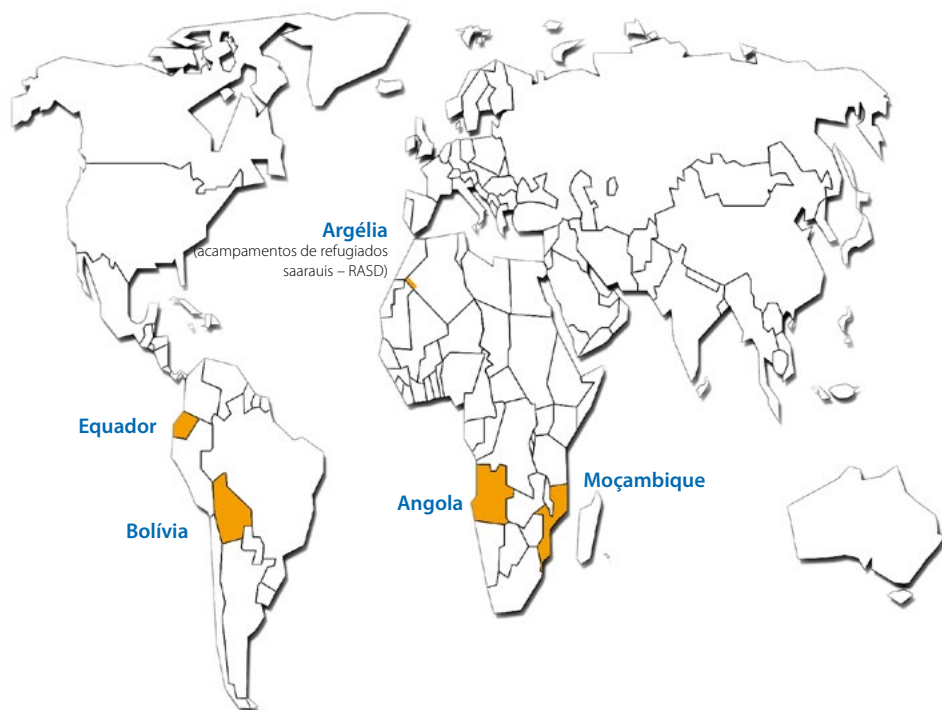 Argélia
(acampamentos de refugiados
saarauis – RASD)
Equador
Moçambique
Angola
Bolívia